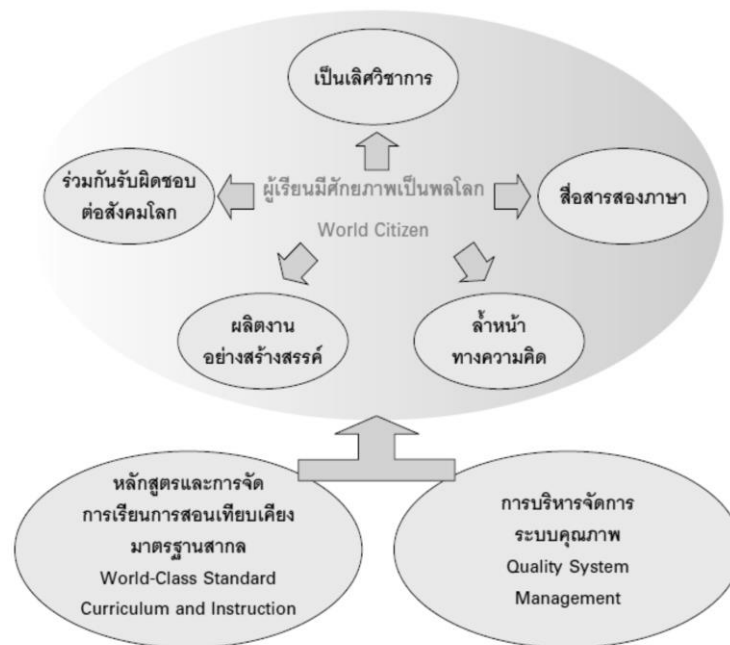 เป็นเลิศวิชาการ
ร่วมกันรับผิดชอบ
ต่อสังคมโลก
ผู้เรียนมีศักยภาพเป็นพลโลก
World Citizen
สื่อสารสองภาษา
ผลิตงาน
อย่างสร้างสรรค์
ล้ำหน้า
ทางความคิด
หลักสูตรและการจัด
การเรียนการสอนเทียบเคียง
มาตรฐานสากล
World-Class Standard
Curriculum and Instruction
การบริหารจัดการ
ระบบคุณภาพ
Quality System
Management